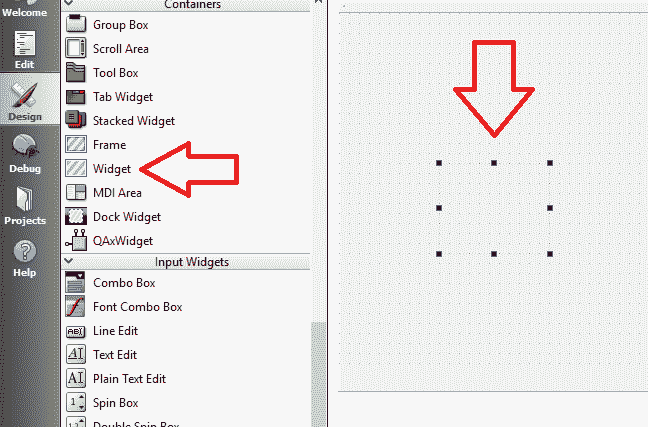 Welcome
Edit
Design
Debug
Projects
Help
Containers
Group Box
Scroll Area
Tool Box
Tab Widget
Stacked Widget
Frame
Widget
MDI Area
Dock Widget
QAxWidget
Input Widgets
Combo Box
Font Combo Box
Line Edit
Text Edit
Plain Text Edit
Spin Box
Double Spin Box